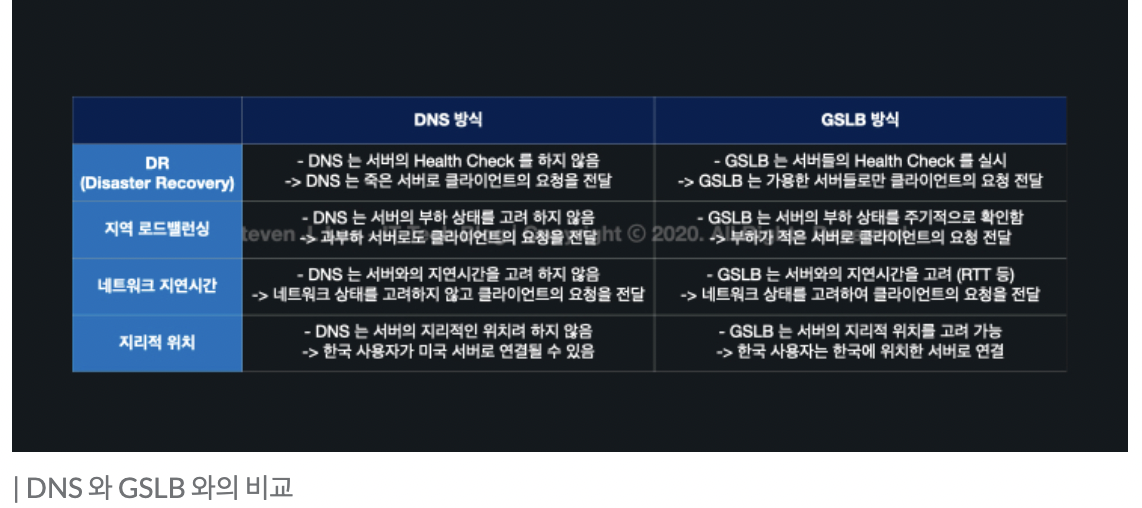 DNS 방식
GSLB 방식
DR
(Disaster Recovery)
- DNS 는 서버의 Health Check 를 하지 않음
-> DNS 는 죽은 서버로 클라이언트의 요청을 전달
- GSLB 는 서버들의 Health Check 를 실시
-> GSLB 는 가용한 서버들로만 클라이언트의 요청 전달
지역 로드밸런싱
- DNS 는 서버의 부하 상태를 고려 하지 않음
-> 과부하 서버로도 클라이언트의 요청을 전달
- GSLB 는 서버의 부하 상태를 주기적으로 확인함
-> 부하가 적은 서버로 클라이언트의 요청 전달
네트워크 지연시간
- DNS 는 서버와의 지연시간을 고려 하지 않음
-> 네트워크 상태를 고려하지 않고 클라이언트의 요청을 전달
- GSLB 는 서버와의 지연시간을 고려 (RTT 등)
-> 네트워크 상태를 고려하여 클라이언트의 요청을 전달
지리적 위치
- DNS 는 서버의 지리적인 위치려 하지 않음
-> 한국 사용자가 미국 서버로 연결될 수 있음
- GSLB 는 서버의 지리적 위치를 고려 가능
-> 한국 사용자는 한국에 위치한 서버로 연결
© 2020.
| DNS 와 GSLB 와의 비교